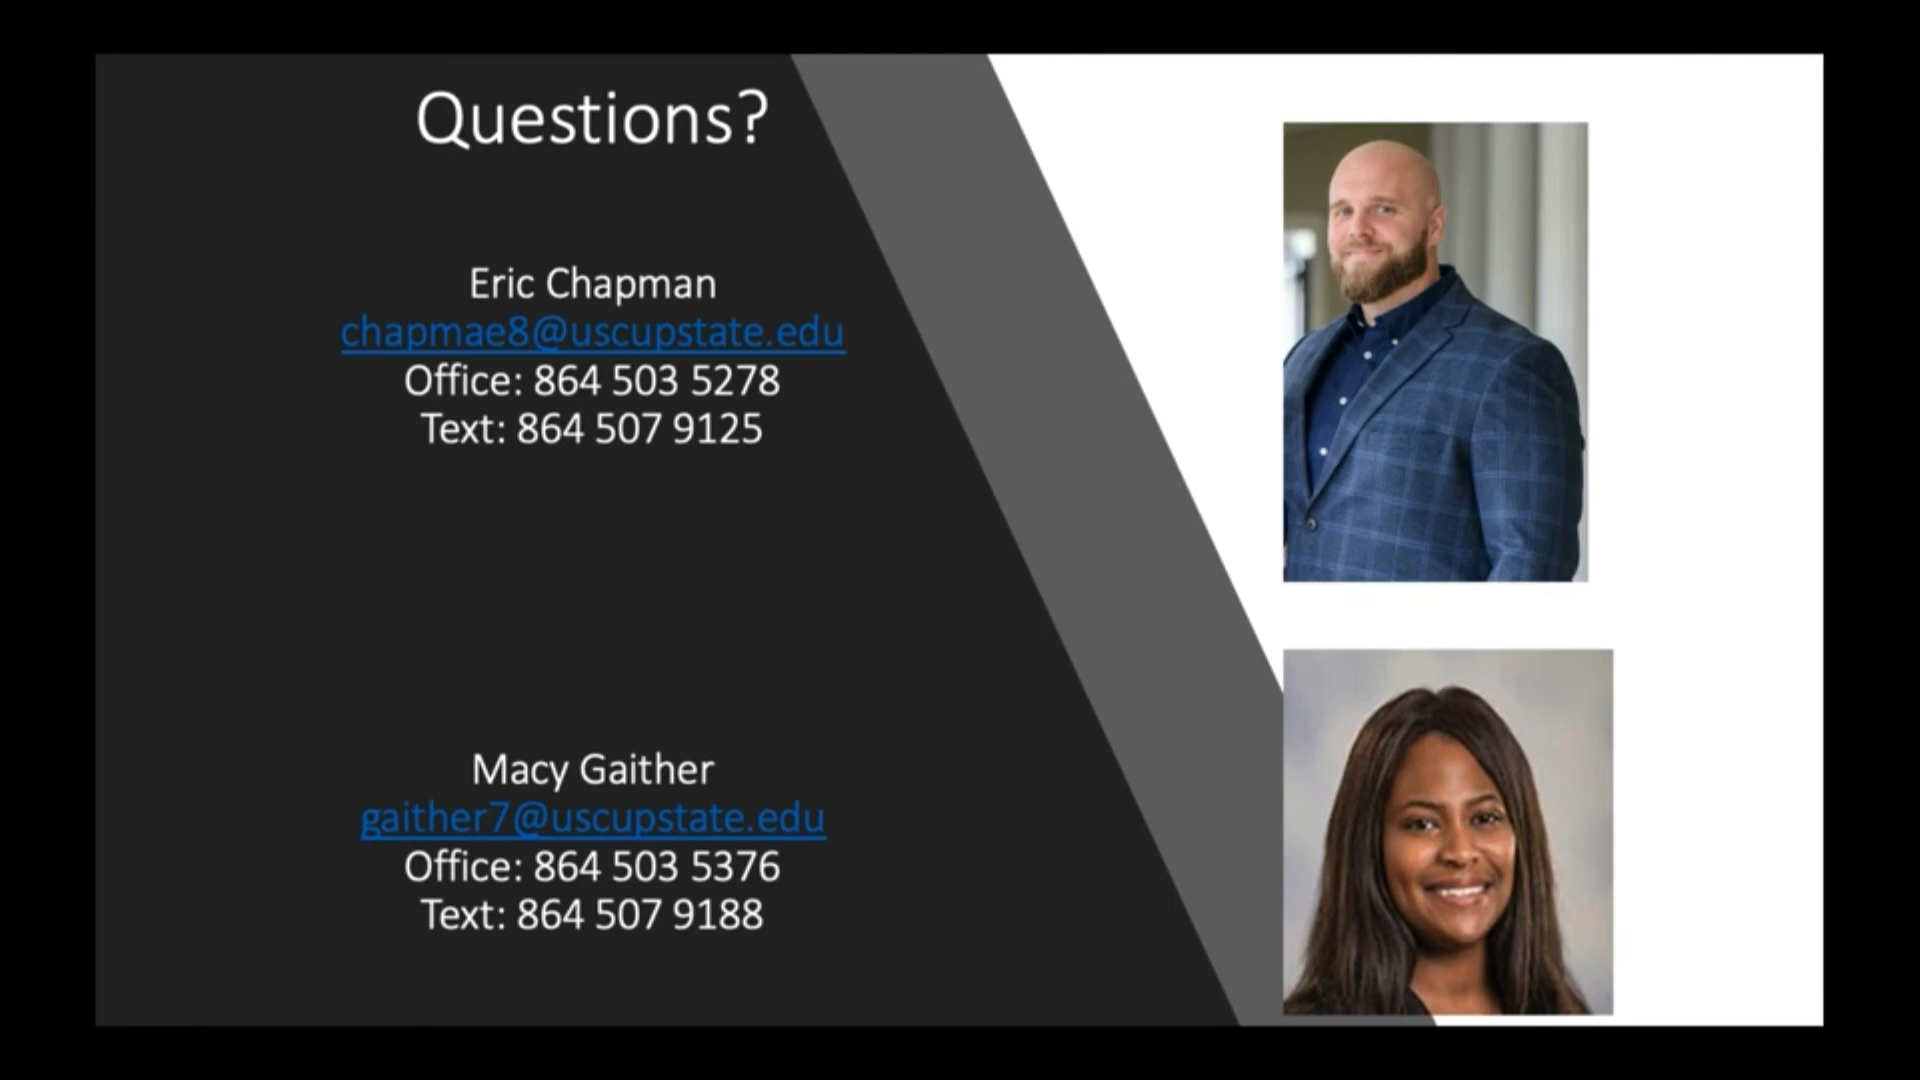 Questions?
Eric Chapman
chapmae8@uscupstate.edu
Office: 864 503 5278
Text: 864 507 9125
Macy Gaither
gaither7@uscupstate.edu
Office: 864 503 5376
Text: 864 507 9188